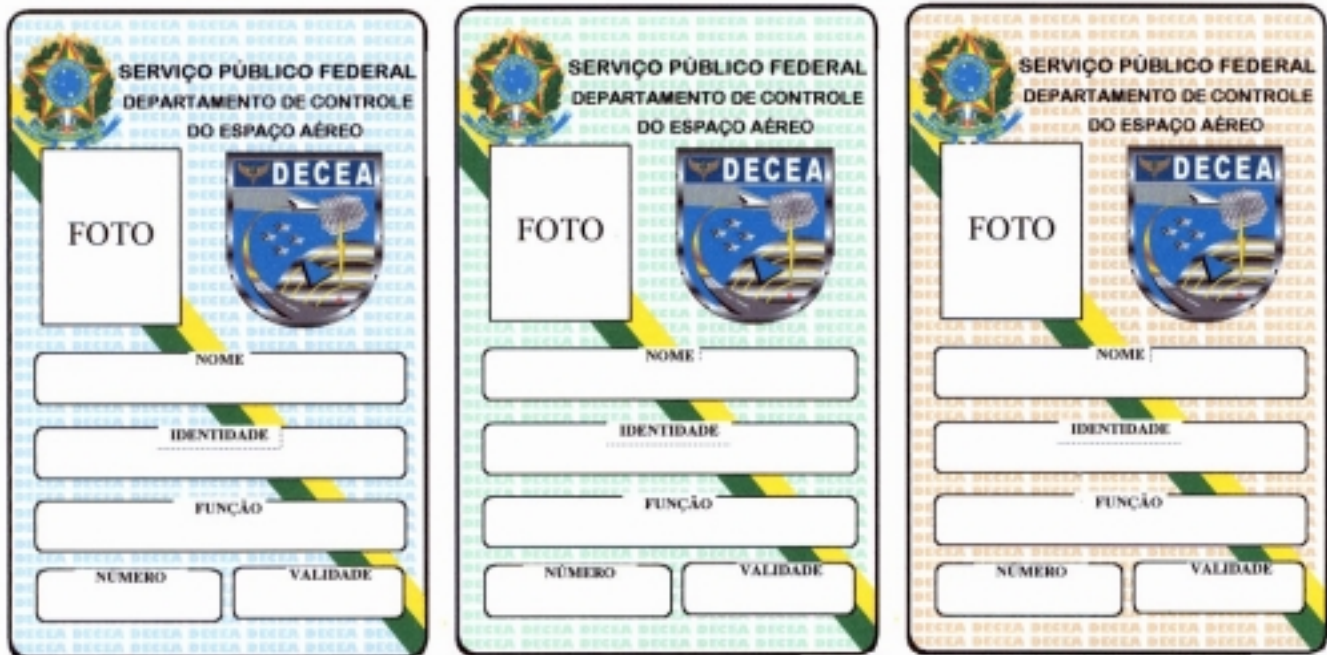 SERVIÇO PÚBLICO FEDERAL
DEPARTAMENTO DE CONTROLE
DO ESPAÇO AÉREO
FOTO
DECEA
NOME
IDENTIDADE
FUNÇÃO
NÚMERO VALIDADE
SERVIÇO PÚBLICO FEDERAL
DEPARTAMENTO DE CONTROLE
DO ESPAÇO AÉREO
FOTO
DECEA
NOME
IDENTIDADE
FUNÇÃO
NÚMERO VALIDADE
SERVIÇO PÚBLICO FEDERAL
DEPARTAMENTO DE CONTROLE
DO ESPAÇO AÉREO
FOTO
DECEA
NOME
IDENTIDADE
FUNÇÃO
NÚMERO VALIDADE